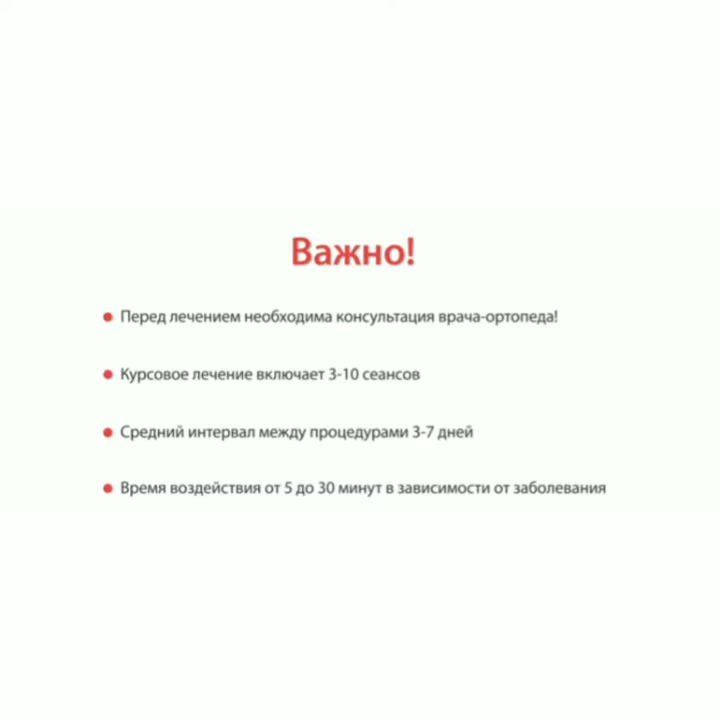 Важно!
Перед лечением необходима консультация врача-ортопеда!
Курсовое лечение включает 3-10 сеансов
Средний интервал между процедурами 3-7 дней
Время воздействия от 5 до 30 минут в зависимости от заболевания